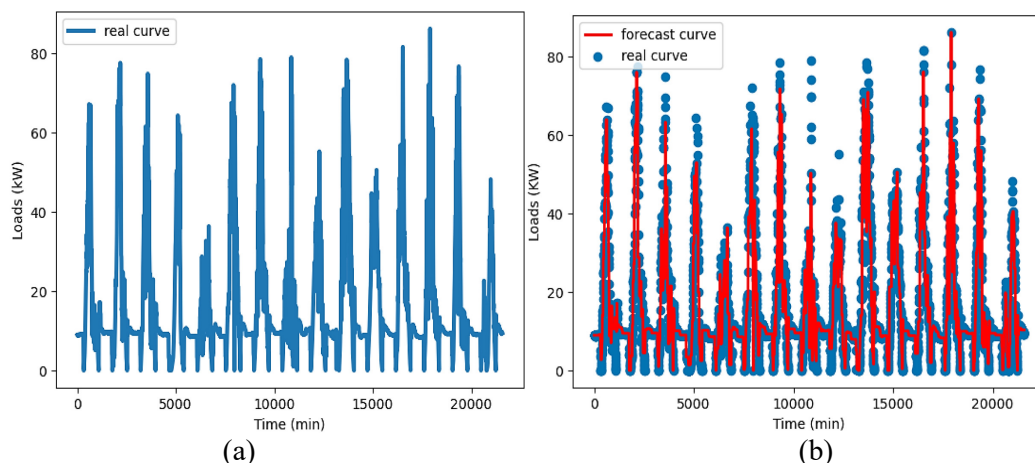 real curve
80
60
40
20
0
Loads (kW)
0 5000 10000 15000 20000
Time (min)
(a)
forecast curve
real curve
80
60
40
20
0
Loads (kW)
0 5000 10000 15000 20000
Time (min)
(b)